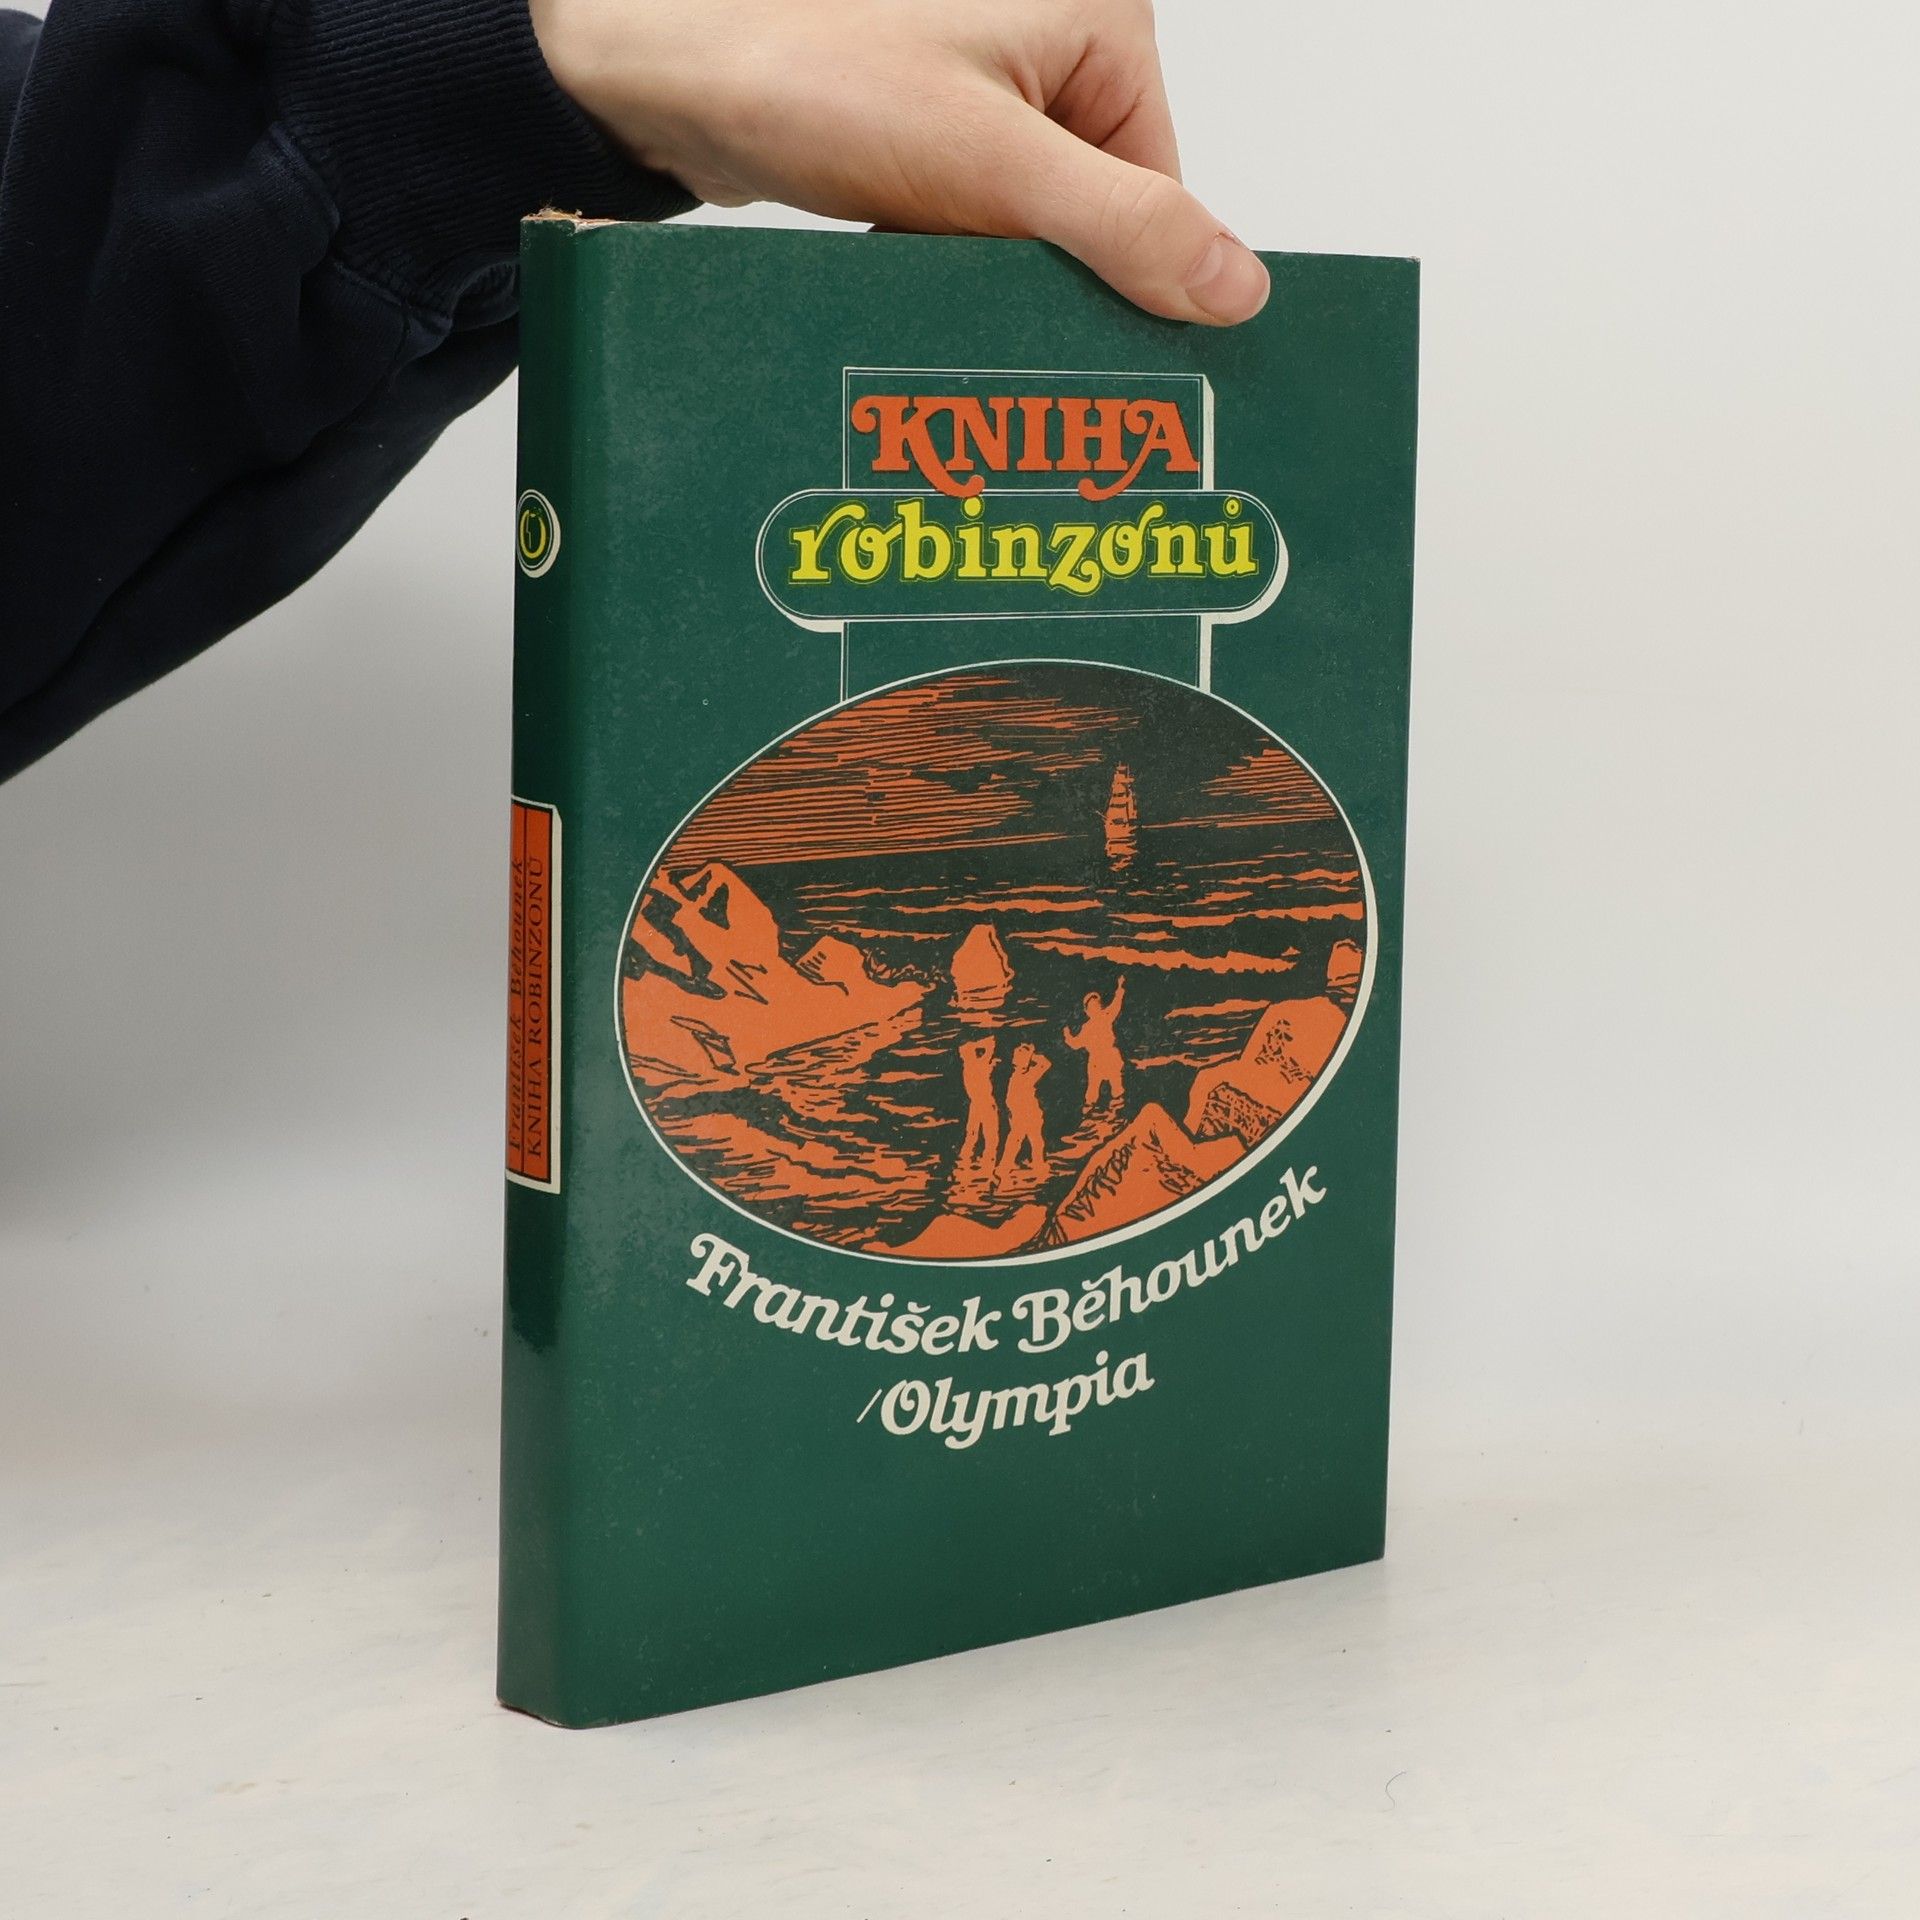 KNIHA
robinzonů
František Běhounek
/Olympia
František Běhounek
KNIHA ROBINZONŮ